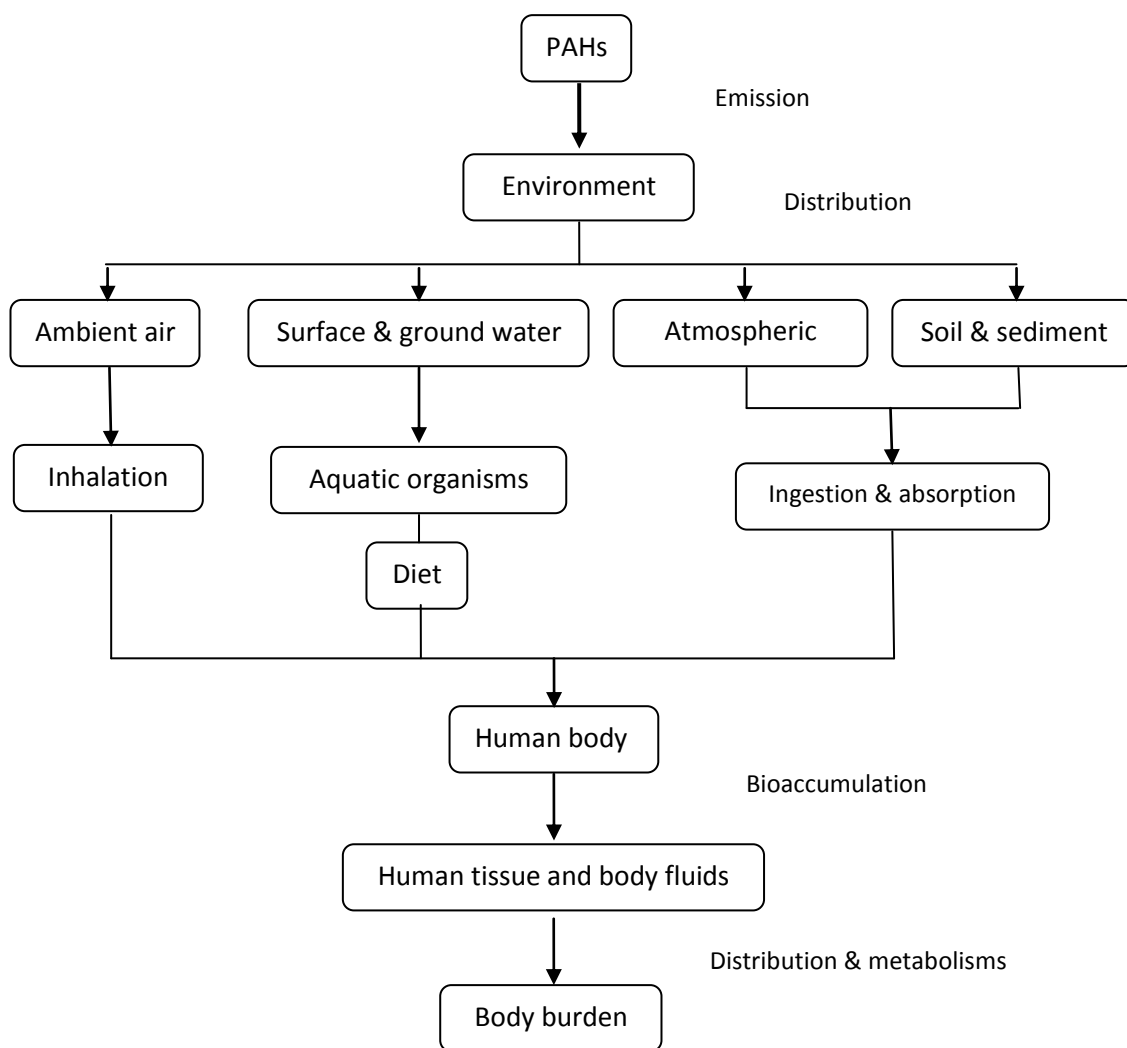 PAHs
Emission
Environment
Distribution
Ambient air
Surface & ground water
Atmospheric
Soil & sediment
Inhalation
Aquatic organisms
Ingestion & absorption
Diet
Human body
Bioaccumulation
Human tissue and body fluids
Distribution & metabolisms
Body burden